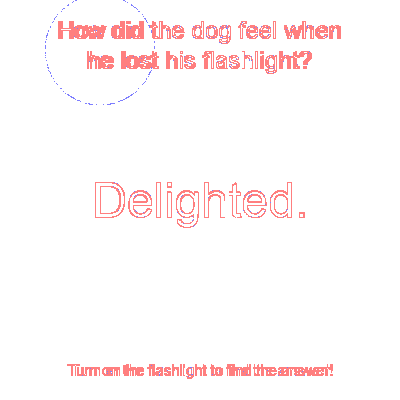 How did the dog feel when
he lost his flashlight?
Delighted.
Turn on the flashlight to find the answer!